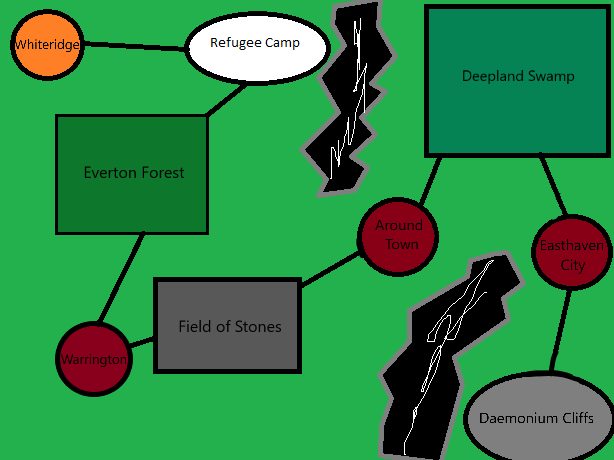 Whiteridge
Refugee Camp
Deepland Swamp
Everton Forest
Around
Town
Easthaven
City
Field of Stones
Warrington
Daemonium Cliffs